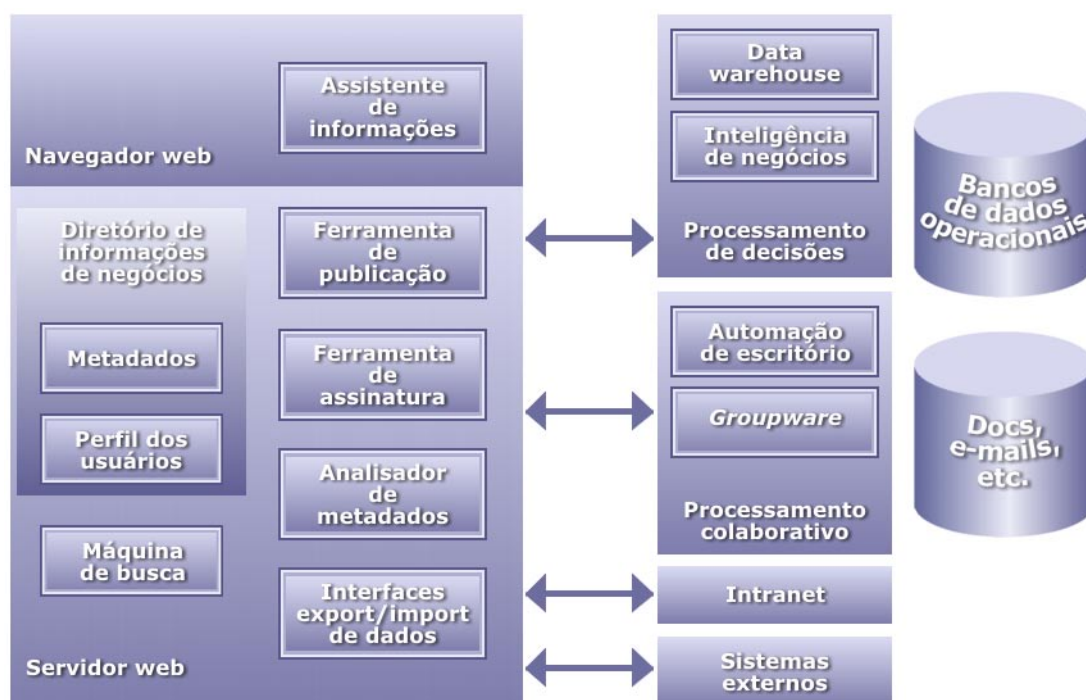 Assistente
de
informações
Navegador web
Diretório de
informações
de negócios
Metadados
Perfil dos
usuários
Máquina
de busca
Ferramenta
de
publicação
Ferramenta
de
assinatura
Analisador
de
metadados
Interfaces
export/import
de dados
Servidor web
Data
warehouse
Inteligência
de negócios
Processamento
de decisões
Automação
de escritório
Groupware
Processamento
colaborativo
Intranet
Sistemas
externos
Bancos
de dados
operacionais
Docs,
e-mails,
etc.